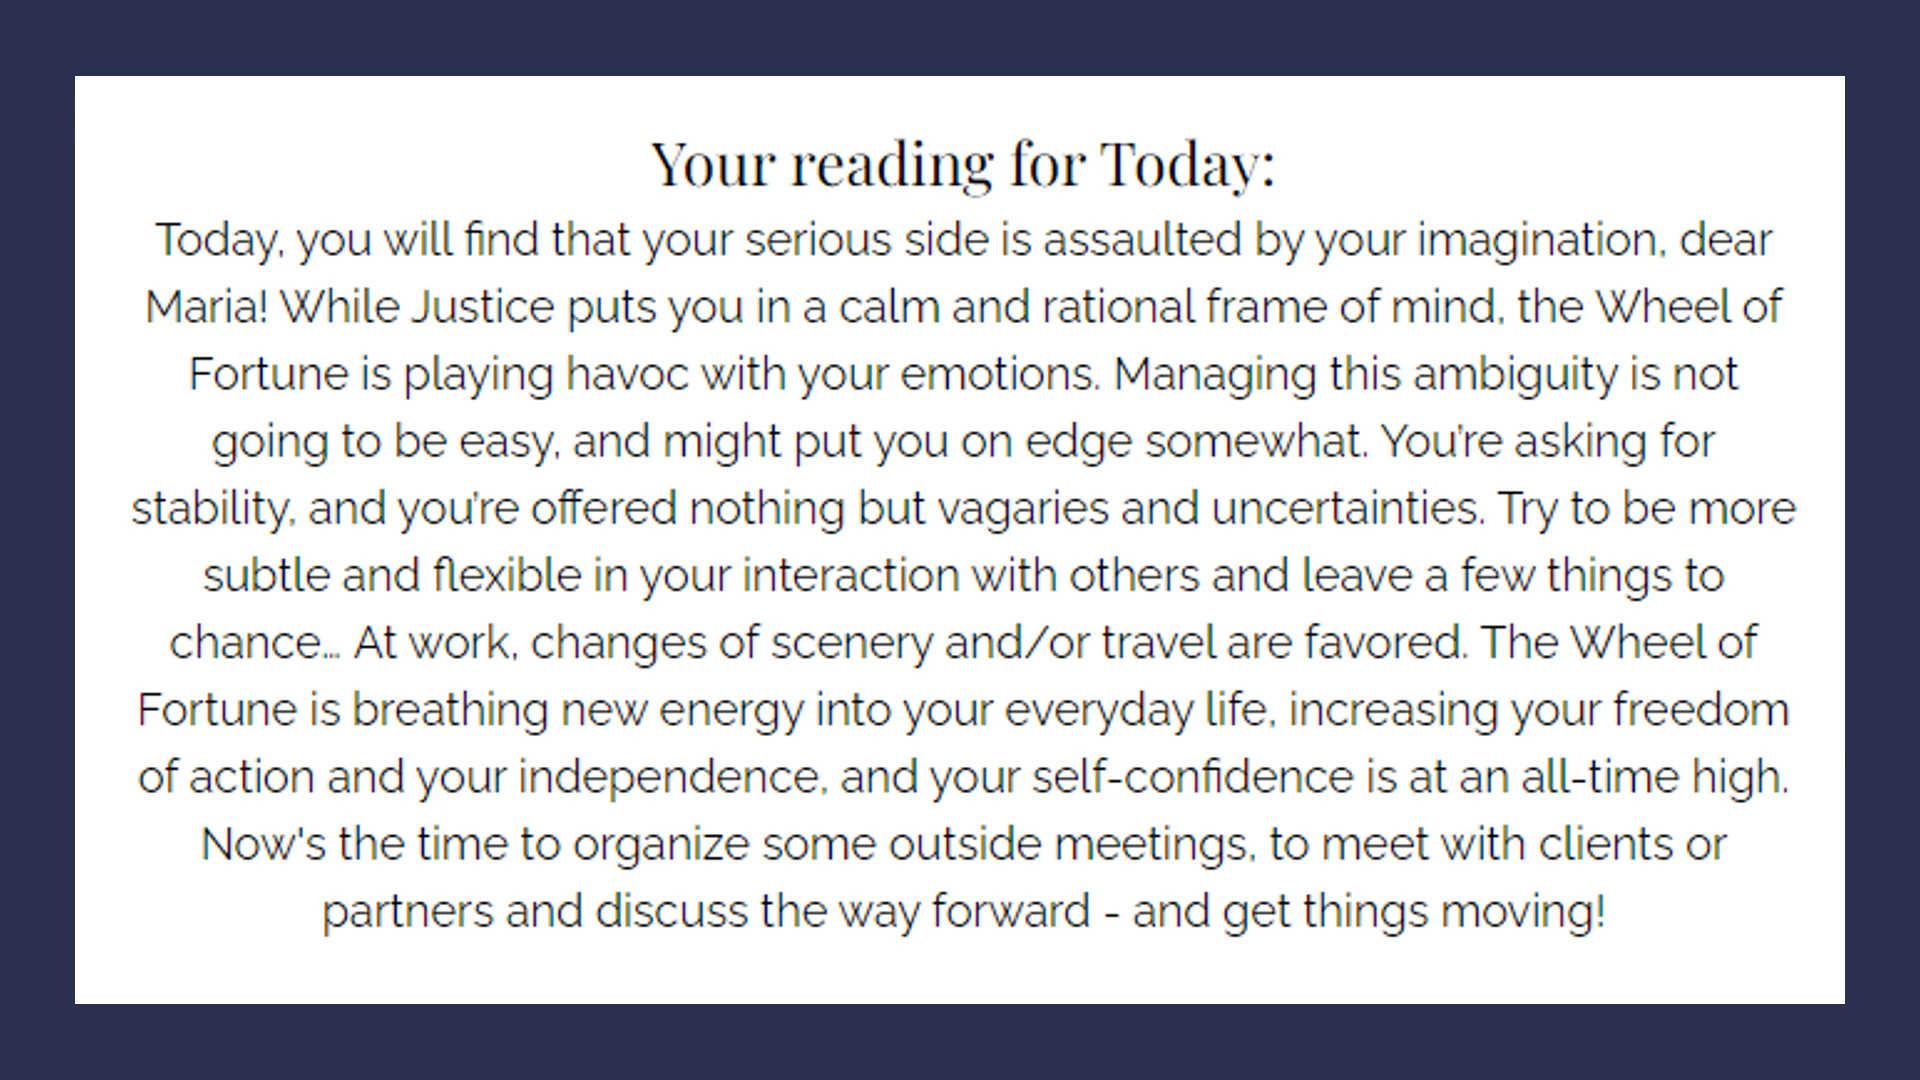 Your reading for Today:
Today, you will find that your serious side is assaulted by your imagination, dear
Maria! While Justice puts you in a calm and rational frame of mind, the Wheel of
Fortune is playing havoc with your emotions. Managing this ambiguity is not
going to be easy, and might put you on edge somewhat. You're asking for
stability, and you're offered nothing but vagaries and uncertainties. Try to be more
subtle and flexible in your interaction with others and leave a few things to
chance… At work, changes of scenery and/or travel are favored. The Wheel of
Fortune is breathing new energy into your everyday life, increasing your freedom
of action and your independence, and your self-confidence is at an all-time high.
Now's the time to organize some outside meetings, to meet with clients or
partners and discuss the way forward - and get things moving!